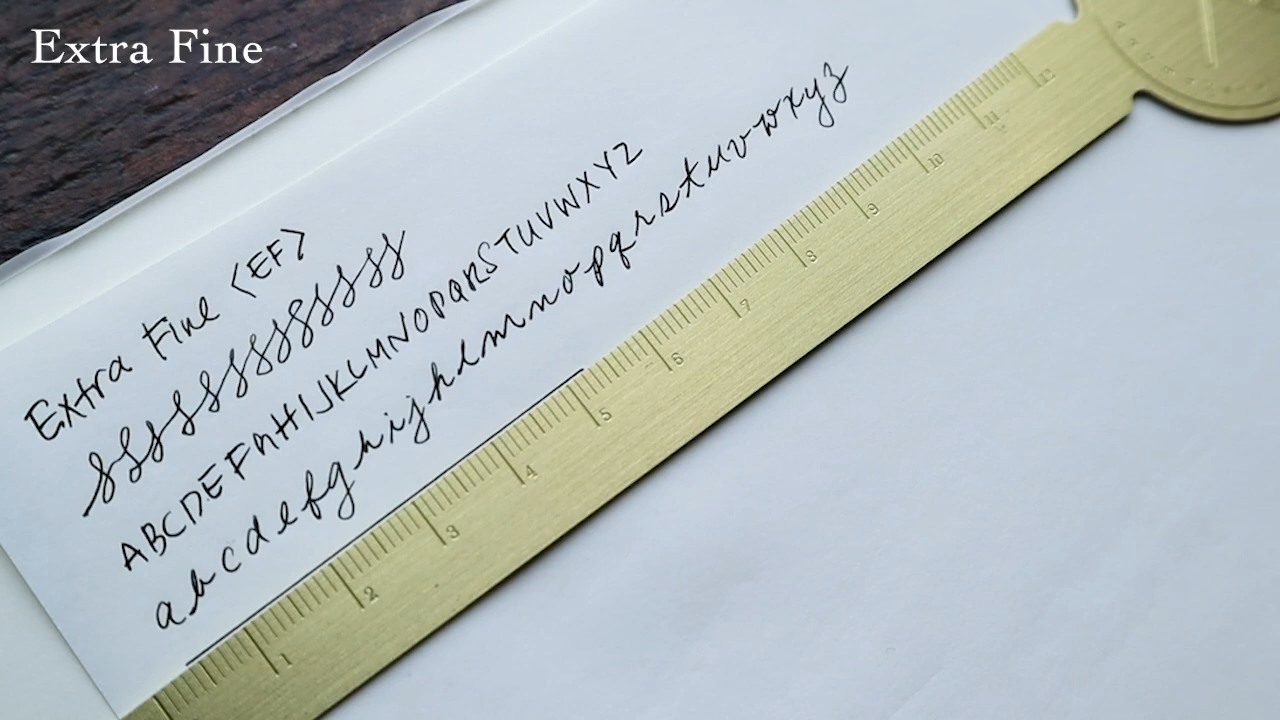 Extra Fine
Extra Fine <EF>
ABCDEFGHIJKLMNOPQRSTUVWXYZ
abcdefghijklmnopqrstuvwxyz
1 2 3 4 5 6 7 8 9 10 11 12